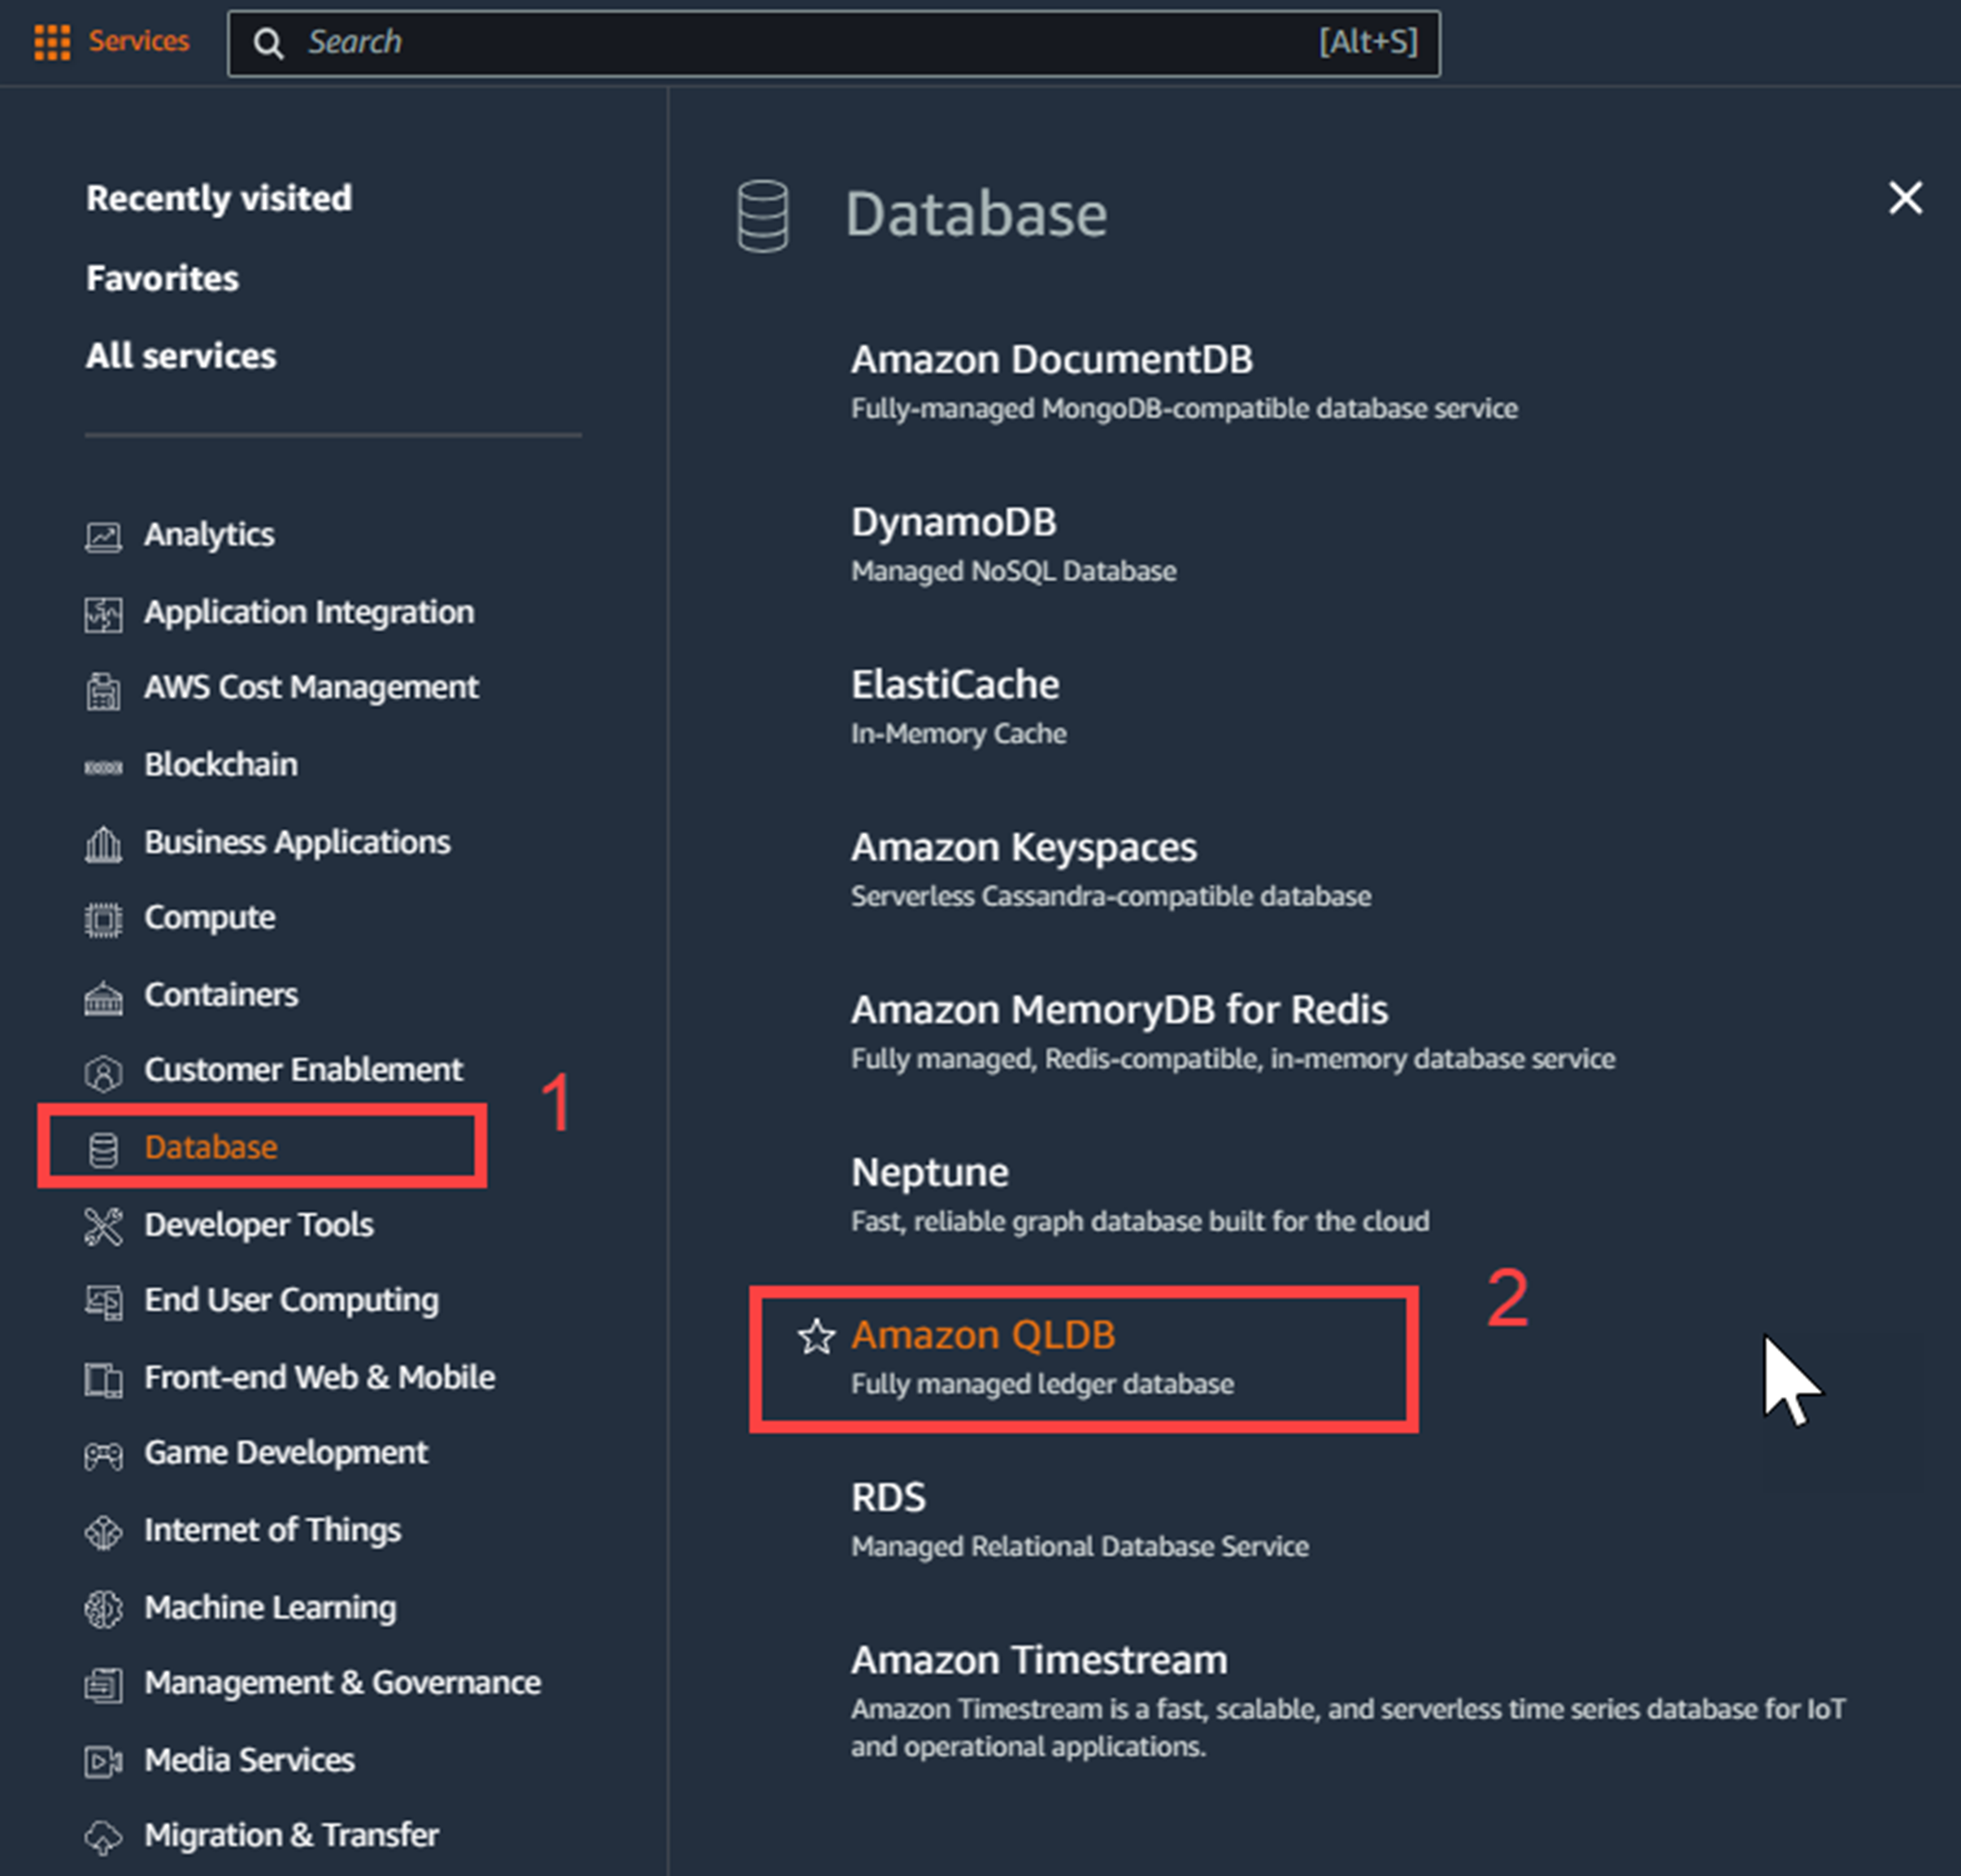 Services
Search
[Alt+S]
Recently visited
Favorites
All services
Analytics
Application Integration
AWS Cost Management
Blockchain
Business Applications
Compute
Containers
Customer Enablement
1
Database
Developer Tools
End User Computing
Front-end Web & Mobile
Game Development
Internet of Things
Machine Learning
Management & Governance
Media Services
Migration & Transfer
Database
Amazon DocumentDB
Fully-managed MongoDB-compatible database service
DynamoDB
Managed NoSQL Database
ElastiCache
In-Memory Cache
Amazon Keyspaces
Serverless Cassandra-compatible database
Amazon MemoryDB for Redis
Fully managed, Redis-compatible, in-memory database service
Neptune
Fast, reliable graph database built for the cloud
2
Amazon QLDB
Fully managed ledger database
RDS
Managed Relational Database Service
Amazon Timestream
Amazon Timestream is a fast, scalable, and serverless time series database for IoT
and operational applications.